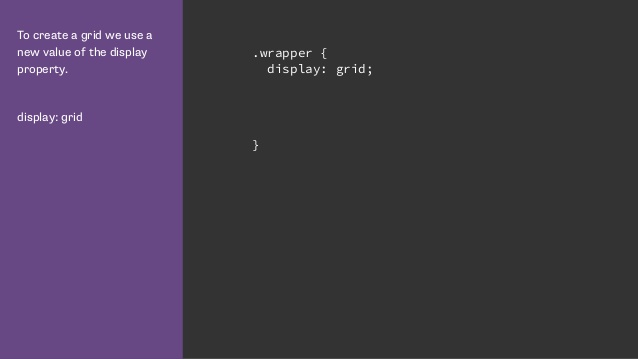 To create a grid we use a
new value of the display
property.
display: grid
.wrapper {
  display: grid;
}